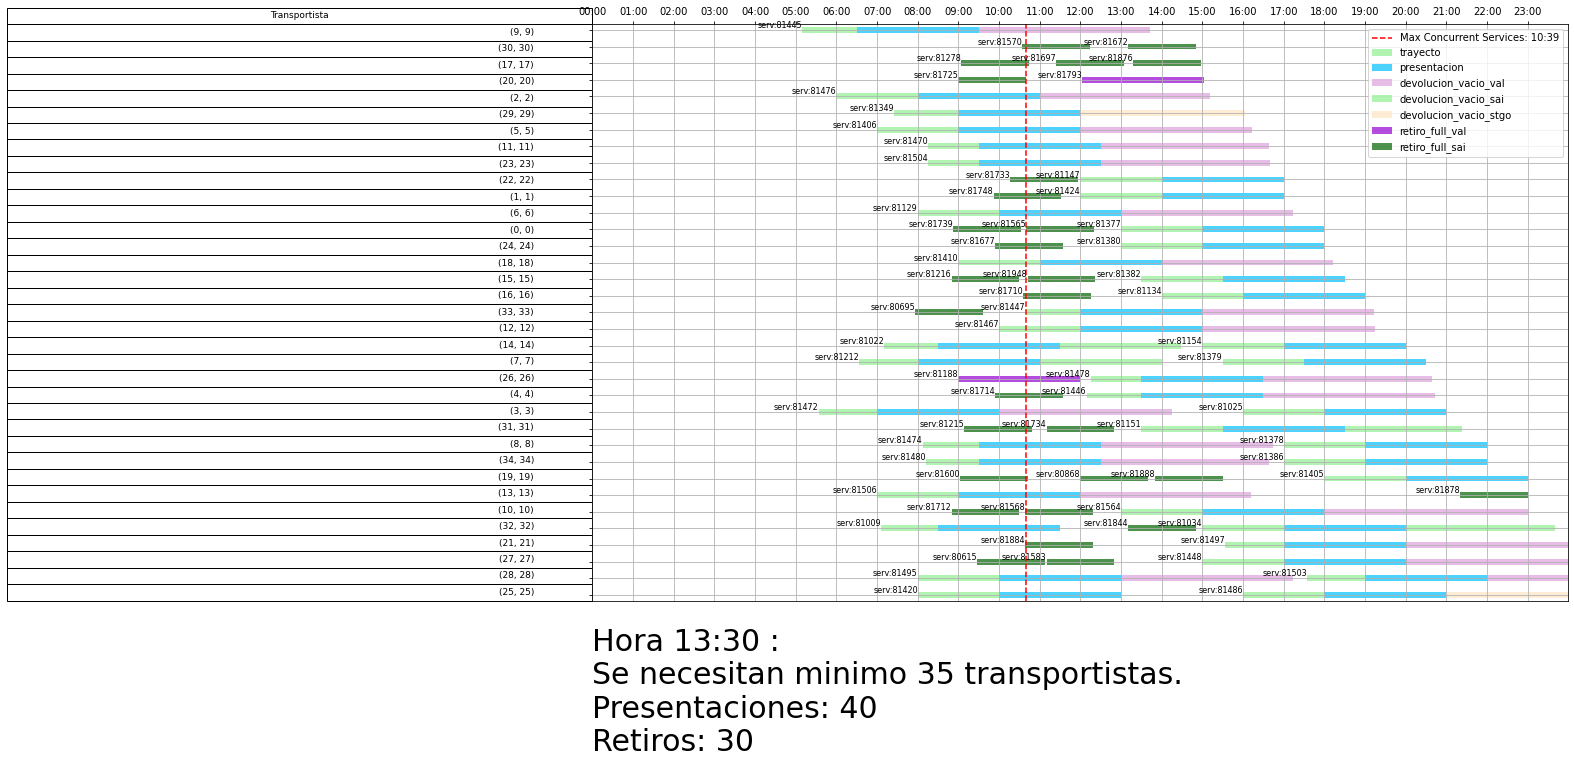 Transportista
00:00 01:00 02:00 03:00 04:00 05:00 06:00 07:00 08:00 09:00 10:00 11:00 12:00 13:00 14:00 15:00 16:00 17:00 18:00 19:00 20:00 21:00 22:00 23:00
Max Concurrent Services: 10:39
trayecto
presentacion
devolucion_vacio_val
devolucion_vacio_sai
devolucion_vacio_stgo
retiro_full_val
retiro_full_sai
(9, 9) serv:81445
(30, 30) serv:81570 serv:81672
(17, 17) serv:81278 serv:81697 serv:81876
(20, 20) serv:81725 serv:81793
(2, 2) serv:81476
(29, 29) serv:81349
(5, 5) serv:81406
(11, 11) serv:81470
(23, 23) serv:81504
(22, 22) serv:81733 serv:81147
(1, 1) serv:81748 serv:81424
(6, 6) serv:81129
(0, 0) serv:81739 serv:81565 serv:81377
(24, 24) serv:81677 serv:81380
(18, 18) serv:81410
(15, 15) serv:81216 serv:81948 serv:81382
(16, 16) serv:81710 serv:81134
(33, 33) serv:80695 serv:81447
(12, 12) serv:81467
(14, 14) serv:81022 serv:81154
(7, 7) serv:81212 serv:81379
(26, 26) serv:81188 serv:81478
(4, 4) serv:81714 serv:81446
(3, 3) serv:81472 serv:81025
(31, 31) serv:81215 serv:81734 serv:81151
(8, 8) serv:81474 serv:81378
(34, 34) serv:81480 serv:81386
(19, 19) serv:81600 serv:80868 serv:81888 serv:81405
(13, 13) serv:81506 serv:81878
(10, 10) serv:81712 serv:81568 serv:81564
(32, 32) serv:81009 serv:81844 serv:81034
(21, 21) serv:81884 serv:81497
(27, 27) serv:80615 serv:81583 serv:81448
(28, 28) serv:81495 serv:81503
(25, 25) serv:81420 serv:81486
Hora 13:30 :
Se necesitan minimo 35 transportistas.
Presentaciones: 40
Retiros: 30